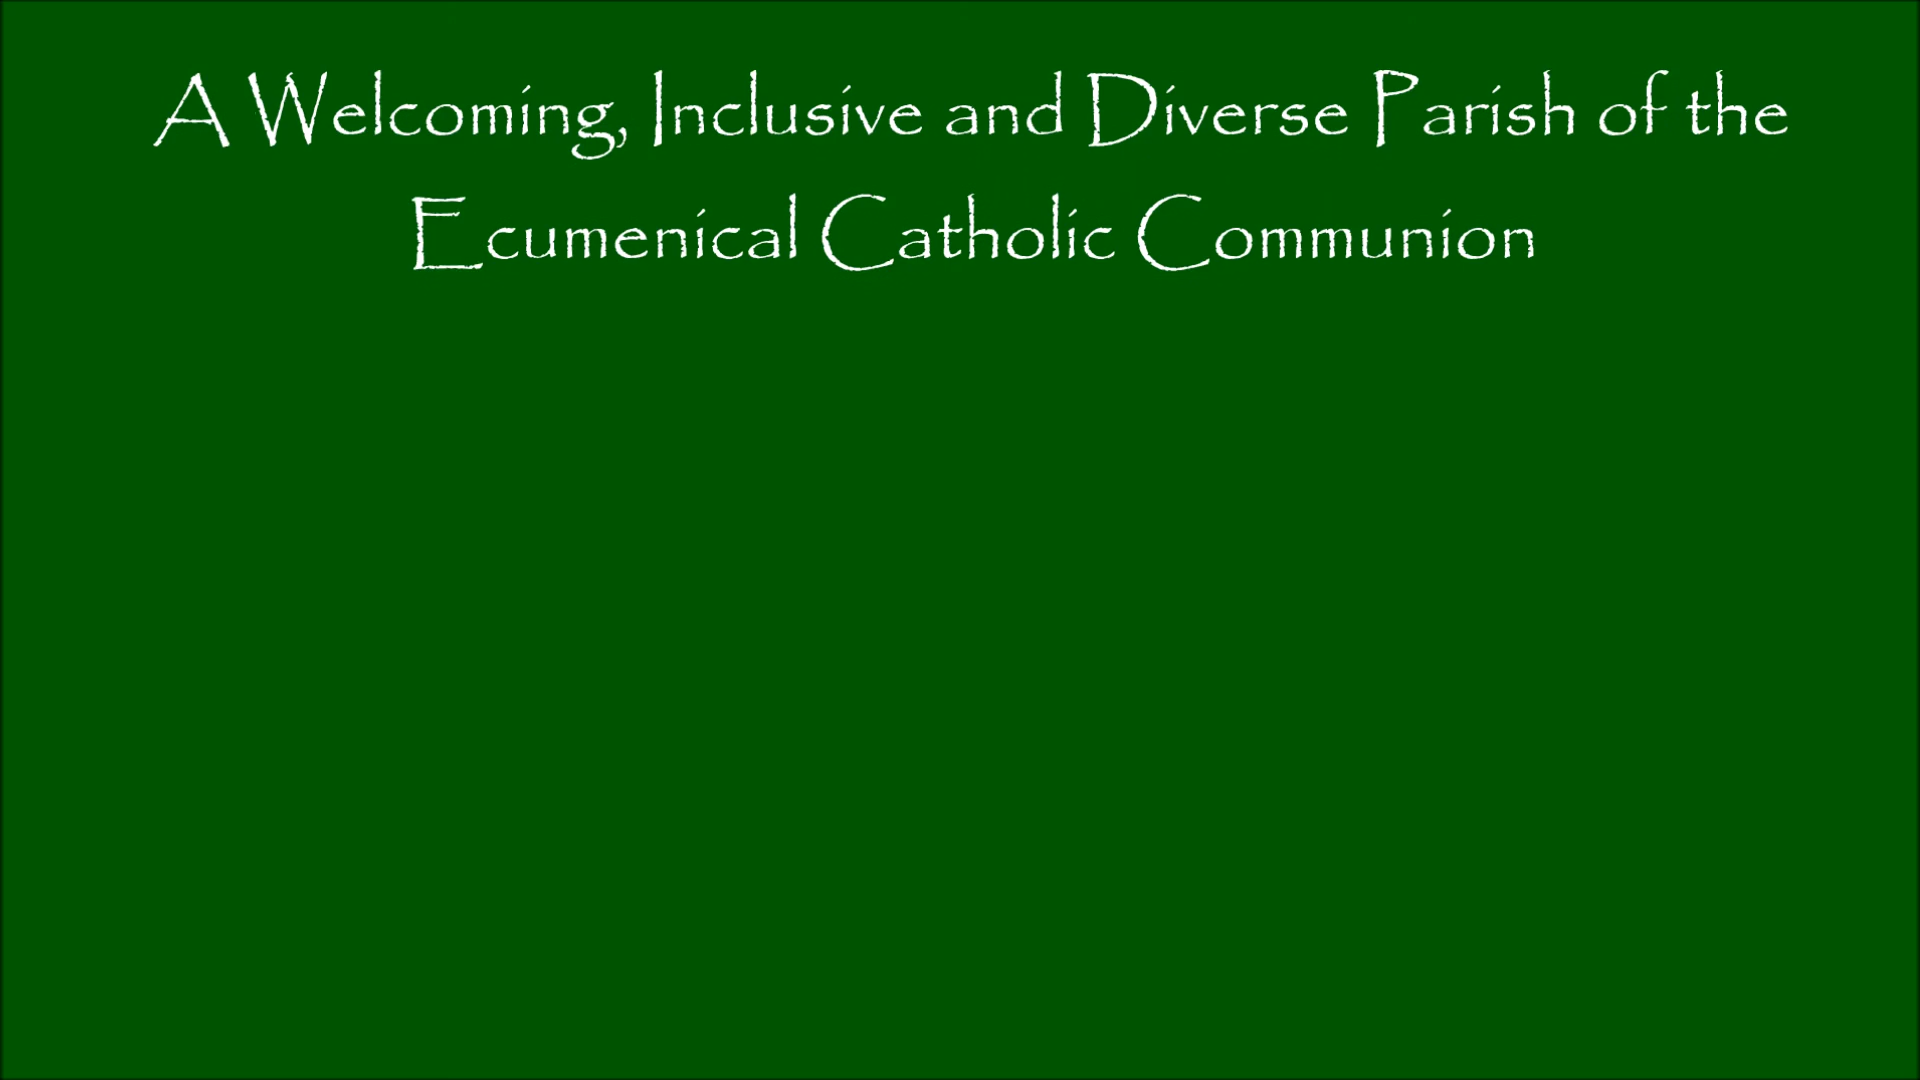 A Welcoming, Inclusive and Diverse Parish of the
Ecumenical Catholic Communion